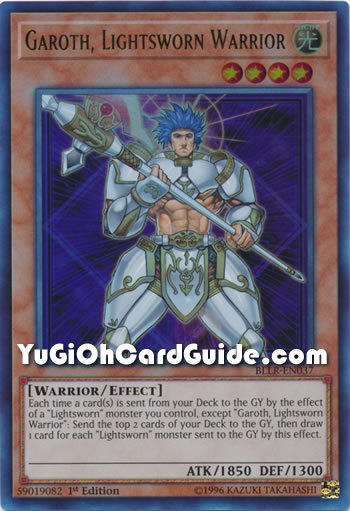 GAROTH, LIGHTSWORN WARRIOR
LIGHT
光
YuGiOhCardGuide.com
BLLR-EN037
[WARRIOR/EFFECT]
Each time a card(s) is sent from your Deck to the GY by the effect
of a "Lightsworn" monster you control, except "Garoth, Lightsworn
Warrior": Send the top 2 cards of your Deck to the GY, then draw
1 card for each "Lightsworn" monster sent to the GY by this effect.
ATK/1850 DEF/1300
59019082 1st Edition ©1996 KAZUKI TAKAHASHI